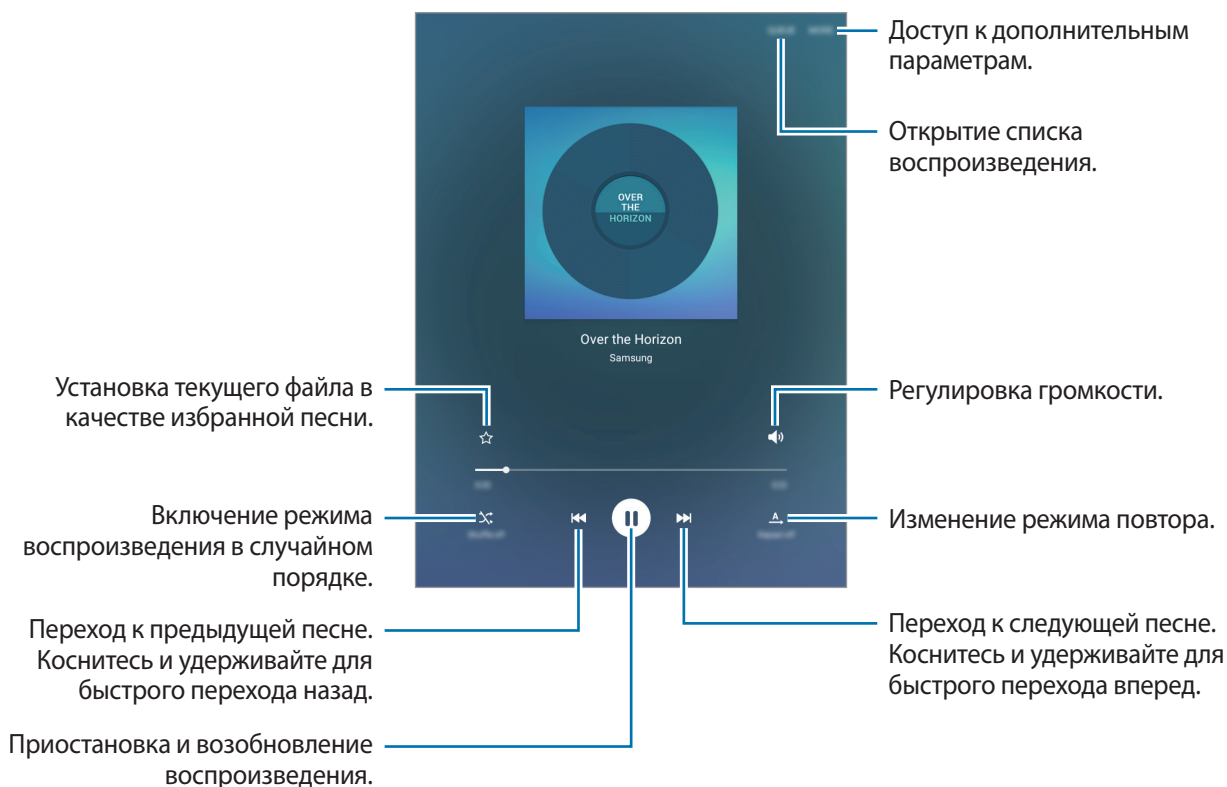 Доступ к дополнительным
параметрам.
Открытие списка
воспроизведения.
OVER
THE
HORIZON
Over the Horizon
Samsung
Установка текущего файла в
качестве избранной песни.
Регулировка громкости.
Включение режима
воспроизведения в случайном
порядке.
Изменение режима повтора.
Переход к предыдущей песне.
Коснитесь и удерживайте для
быстрого перехода назад.
Переход к следующей песне.
Коснитесь и удерживайте для
быстрого перехода вперед.
Приостановка и возобновление
воспроизведения.